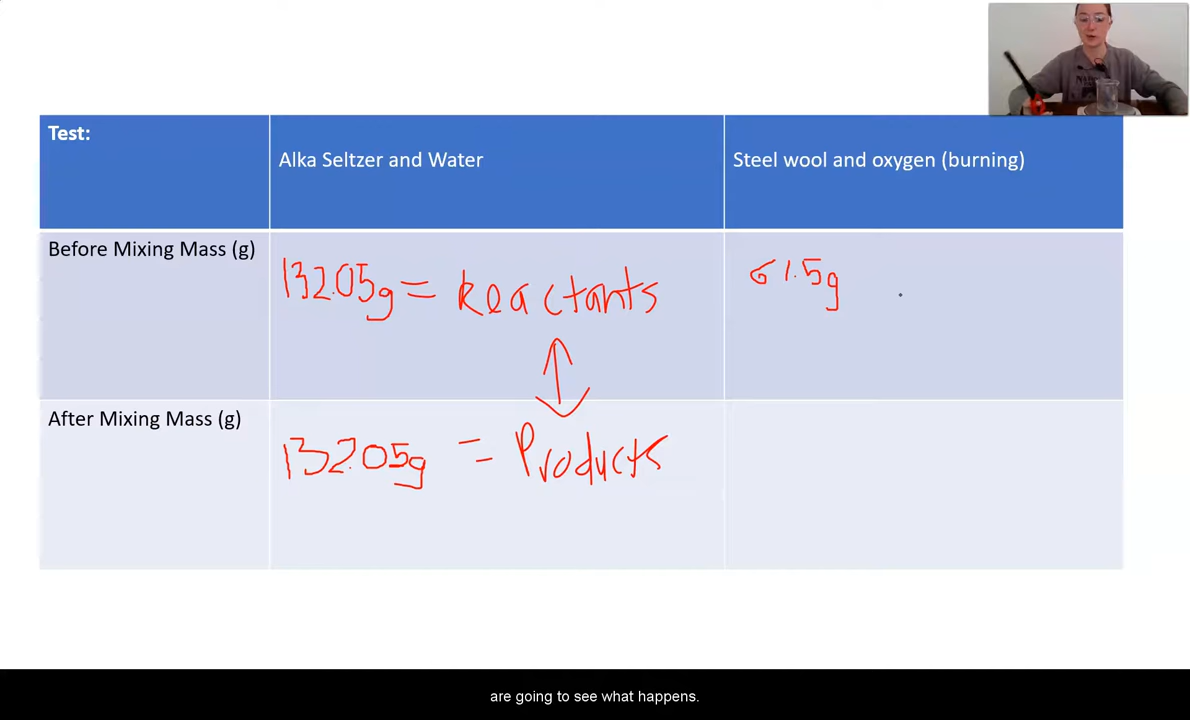 Test:
Alka Seltzer and Water
Steel wool and oxygen (burning)
Before Mixing Mass (g)
132.05g = Reactants
61.5g
After Mixing Mass (g)
132.05g = Products
are going to see what happens.